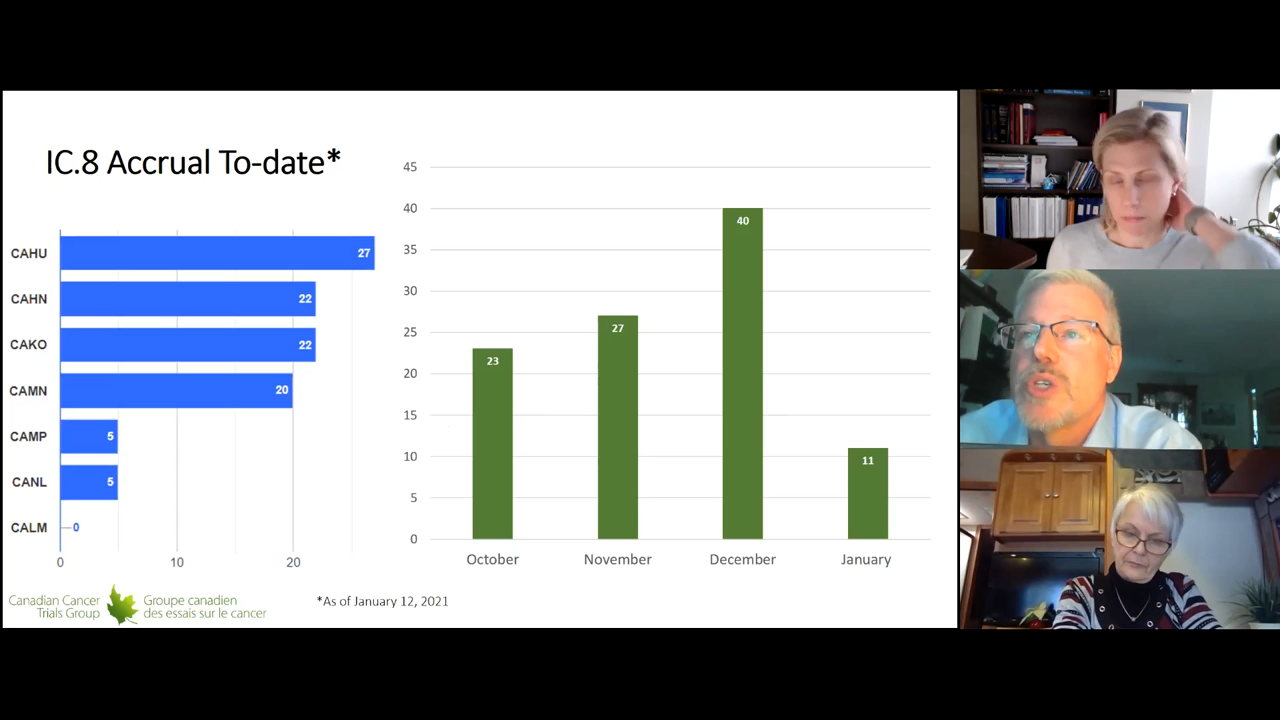 IC.8 Accrual To-date*
CAHU 27
CAHN 22
CAKO 22
CAMN 20
CAMP 5
CANL 5
CALM 0
0 10 20
45
40
35
30
25
20
15
10
5
0
23
27
40
11
October November December January
Canadian Cancer
Trials Group
Groupe canadien
des essais sur le cancer
*As of January 12, 2021